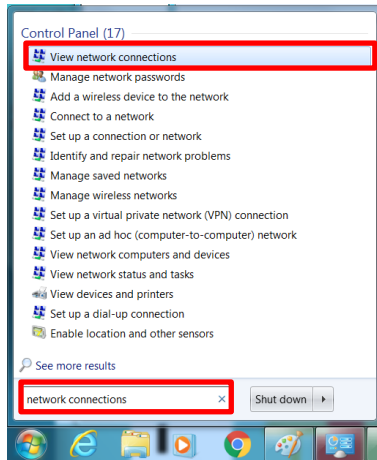 Control Panel (17)
View network connections
Manage network passwords
Add a wireless device to the network
Connect to a network
Set up a connection or network
Identify and repair network problems
Manage saved networks
Manage wireless networks
Set up a virtual private network (VPN) connection
Set up an ad hoc (computer-to-computer) network
View network computers and devices
View network status and tasks
View devices and printers
Set up a dial-up connection
Enable location and other sensors
See more results
network connections × Shut down